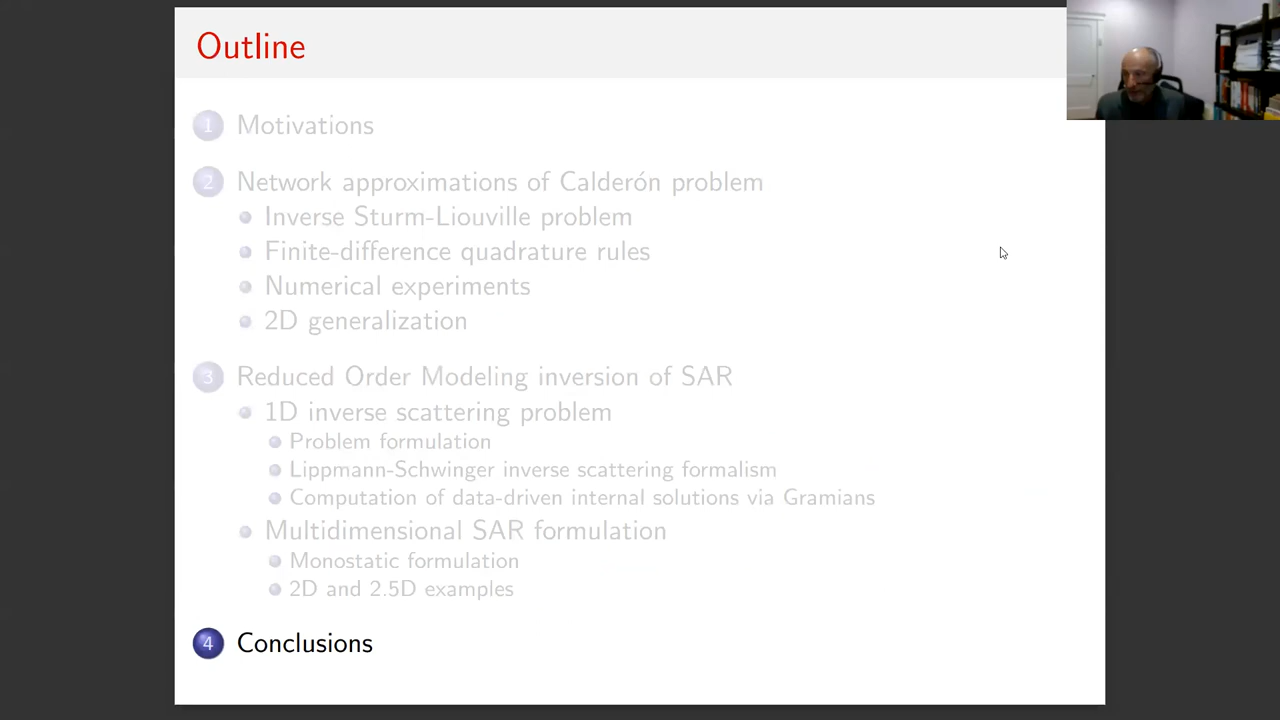 Outline
1 Motivations
2 Network approximations of Calderón problem
Inverse Sturm-Liouville problem
Finite-difference quadrature rules
Numerical experiments
2D generalization
3 Reduced Order Modeling inversion of SAR
1D inverse scattering problem
Problem formulation
Lippmann-Schwinger inverse scattering formalism
Computation of data-driven internal solutions via Gramians
Multidimensional SAR formulation
Monostatic formulation
2D and 2.5D examples
4 Conclusions